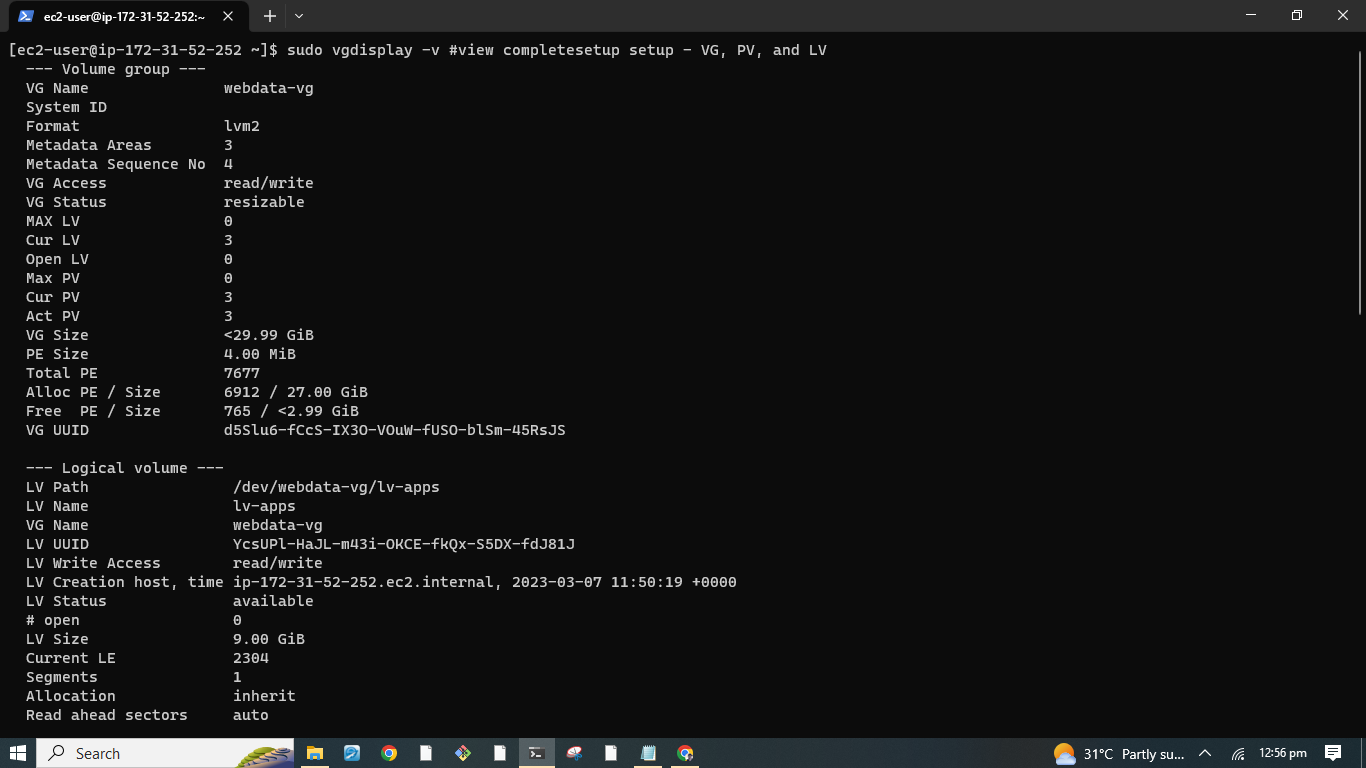 ec2-user@ip-172-31-52-252:~
[ec2-user@ip-172-31-52-252 ~]$ sudo vgdisplay -v #view completesetup setup - VG, PV, and LV
--- Volume group ---
VG Name webdata-vg
System ID
Format lvm2
Metadata Areas 3
Metadata Sequence No 4
VG Access read/write
VG Status resizable
MAX LV 0
Cur LV 3
Open LV 0
Max PV 0
Cur PV 3
Act PV 3
VG Size <29.99 GiB
PE Size 4.00 MiB
Total PE 7677
Alloc PE / Size 6912 / 27.00 GiB
Free  PE / Size 765 / <2.99 GiB
VG UUID d5Slu6-fCcS-IX3O-VOuW-fUSO-blSm-45RsJS
--- Logical volume ---
LV Path /dev/webdata-vg/lv-apps
LV Name lv-apps
VG Name webdata-vg
LV UUID YcsUPl-HaJL-m43i-OKCE-fkQx-S5DX-fdJ81J
LV Write Access read/write
LV Creation host, time ip-172-31-52-252.ec2.internal, 2023-03-07 11:50:19 +0000
LV Status available
# open 0
LV Size 9.00 GiB
Current LE 2304
Segments 1
Allocation inherit
Read ahead sectors auto
Search
31°C Partly su...
12:56 pm